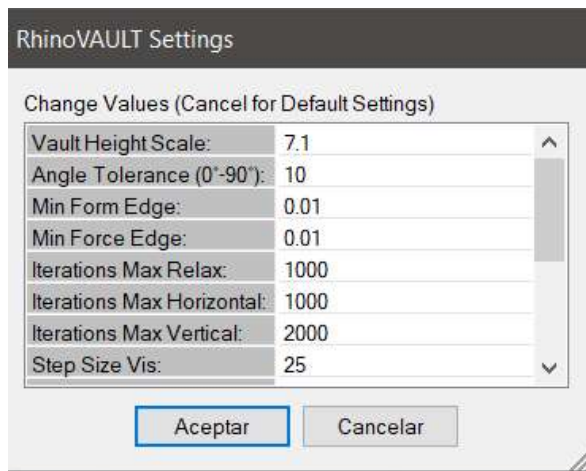 RhinoVAULT Settings
Change Values (Cancel for Default Settings)
Vault Height Scale: 7.1
Angle Tolerance (0°-90°): 10
Min Form Edge: 0.01
Min Force Edge: 0.01
Iterations Max Relax: 1000
Iterations Max Horizontal: 1000
Iterations Max Vertical: 2000
Step Size Vis: 25
Aceptar Cancelar